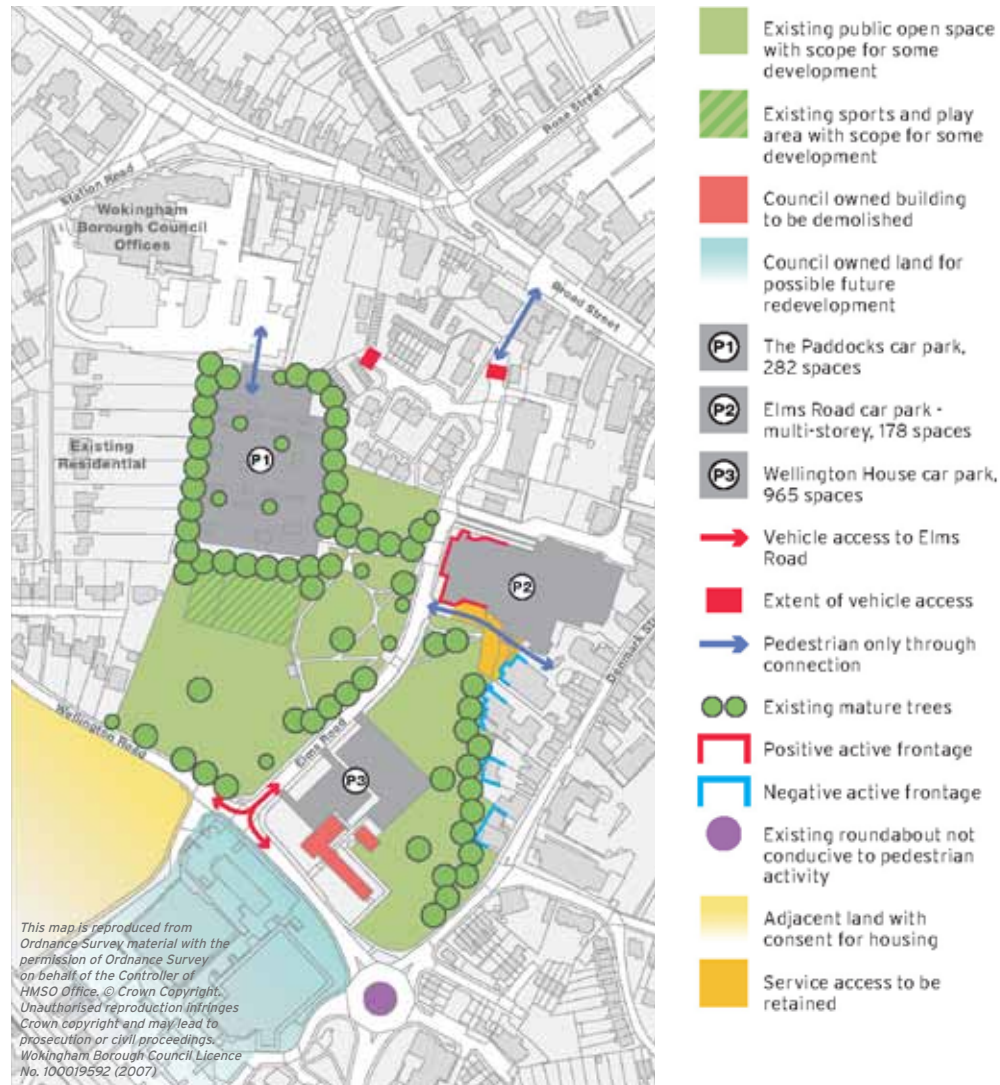 Station Road
Rose Street
Wokingham
Borough Council
Offices
Broad Street
Existing
Residential
P1
P2
Denmark St
Wellington Road
Elms Road
P3
This map is reproduced from
Ordnance Survey material with the
permission of Ordnance Survey
on behalf of the Controller of
HMSO Office. © Crown Copyright.
Unauthorised reproduction infringes
Crown copyright and may lead to
prosecution or civil proceedings.
Wokingham Borough Council Licence
No. 100019592 (2007)
Existing public open space
with scope for some
development
Existing sports and play
area with scope for some
development
Council owned building
to be demolished
Council owned land for
possible future
redevelopment
P1 The Paddocks car park,
282 spaces
P2 Elms Road car park -
multi-storey, 178 spaces
P3 Wellington House car park,
965 spaces
Vehicle access to Elms
Road
Extent of vehicle access
Pedestrian only through
connection
Existing mature trees
Positive active frontage
Negative active frontage
Existing roundabout not
conducive to pedestrian
activity
Adjacent land with
consent for housing
Service access to be
retained